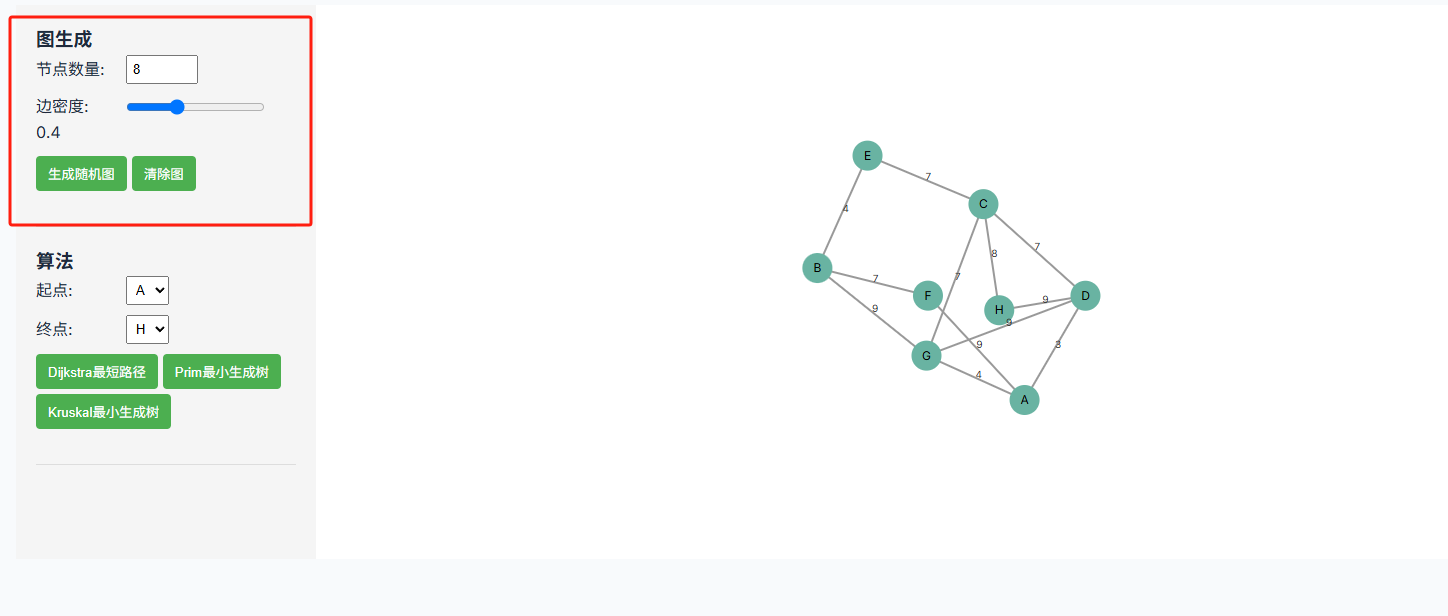 图生成
节点数量: 8
边密度:
0.4
生成随机图 清除图
算法
起点: A
终点: H
Dijkstra最短路径 Prim最小生成树
Kruskal最小生成树
E
7
C
4
7
8
B
7
7
F
H
9
D
9
9
9
3
G
4
A